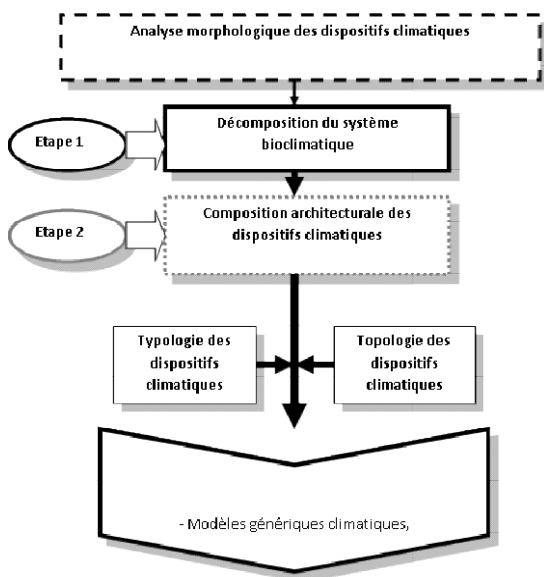 Analyse morphologique des dispositifs climatiques
Décomposition du système
bioclimatique
Etape 1
Composition architecturale des
dispositifs climatiques
Etape 2
Typologie des
dispositifs
climatiques
Topologie des
dispositifs
climatiques
- Modèles génériques climatiques,